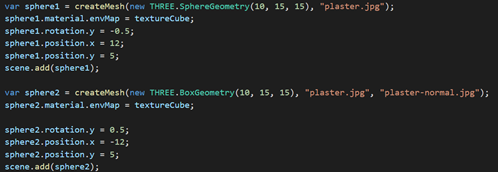 var sphere1 = createMesh(new THREE.SphereGeometry(10, 15, 15), "plaster.jpg");
sphere1.material.envMap = textureCube;
sphere1.rotation.y = -0.5;
sphere1.position.x = 12;
sphere1.position.y = 5;
scene.add(sphere1);
var sphere2 = createMesh(new THREE.BoxGeometry(10, 15, 15), "plaster.jpg", "plaster-normal.jpg");
sphere2.material.envMap = textureCube;
sphere2.rotation.y = 0.5;
sphere2.position.x = -12;
sphere2.position.y = 5;
scene.add(sphere2);